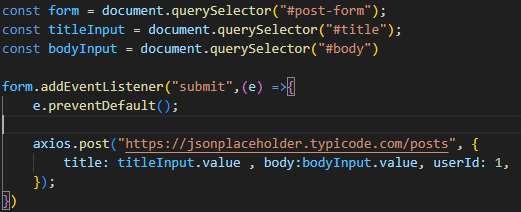 const form = document.querySelector("#post-form");
const titleInput = document.querySelector("#title");
const bodyInput = document.querySelector("#body")
form.addEventListener("submit",(e) =>{
e.preventDefault();
axios.post("https://jsonplaceholder.typicode.com/posts", {
title: titleInput.value , body:bodyInput.value, userId: 1,
});
})